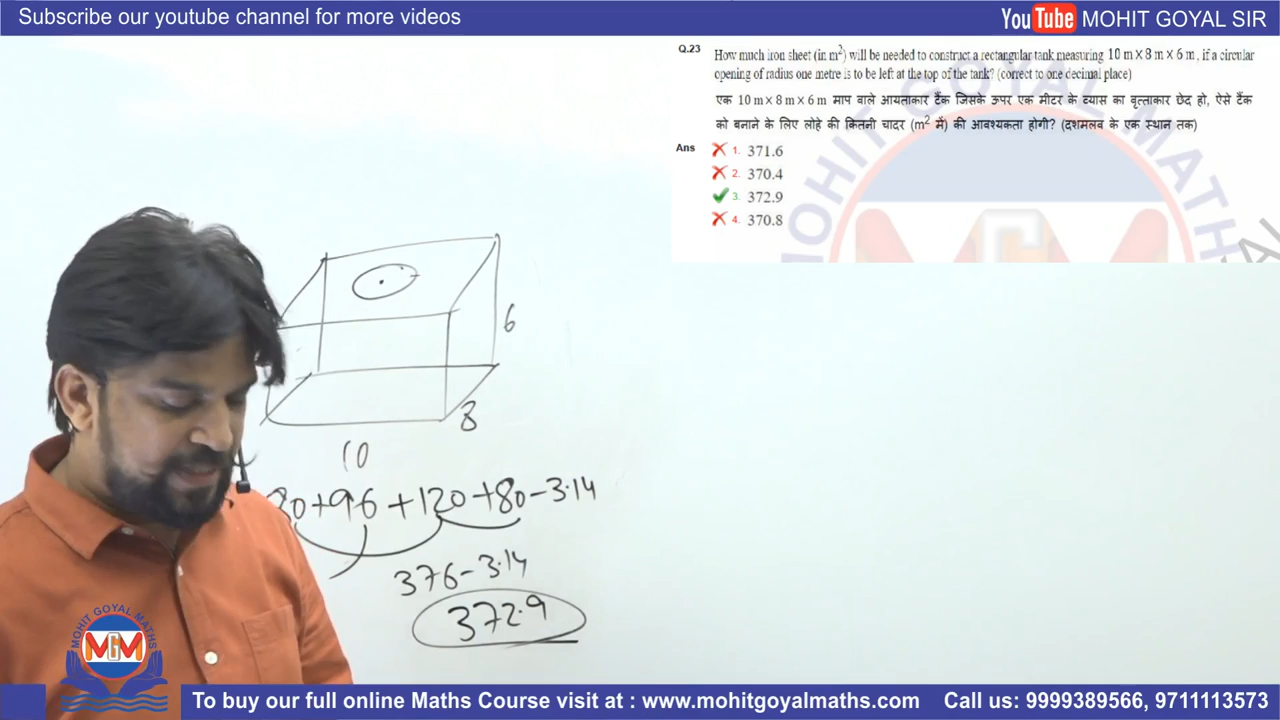 Subscribe our youtube channel for more videos
YouTube MOHIT GOYAL SIR
Q.23 How much iron sheet (in m²) will be needed to construct a rectangular tank measuring 10 m × 8 m × 6 m, if a circular
opening of radius one metre is to be left at the top of the tank? (correct to one decimal place)
एक 10 m× 8 m × 6 m माप वाले आयताकार टैंक जिसके ऊपर एक मीटर के व्यास का वृत्ताकार छेद हो, ऐसे टैंक
को बनाने के लिए लोहे की कितनी चादर (m² में) की आवश्यकता होगी? (दशमलव के एक स्थान तक)
Ans 1. 371.6
2. 370.4
3. 372.9
4. 370.8
MOHIT GOYAL MATHS
6
8
10
80+96+120+80-3.14
376-3.14
372.9
MOHIT GOYAL MATHS
MGM
To buy our full online Maths Course visit at : www.mohitgoyalmaths.com Call us: 9999389566, 9711113573